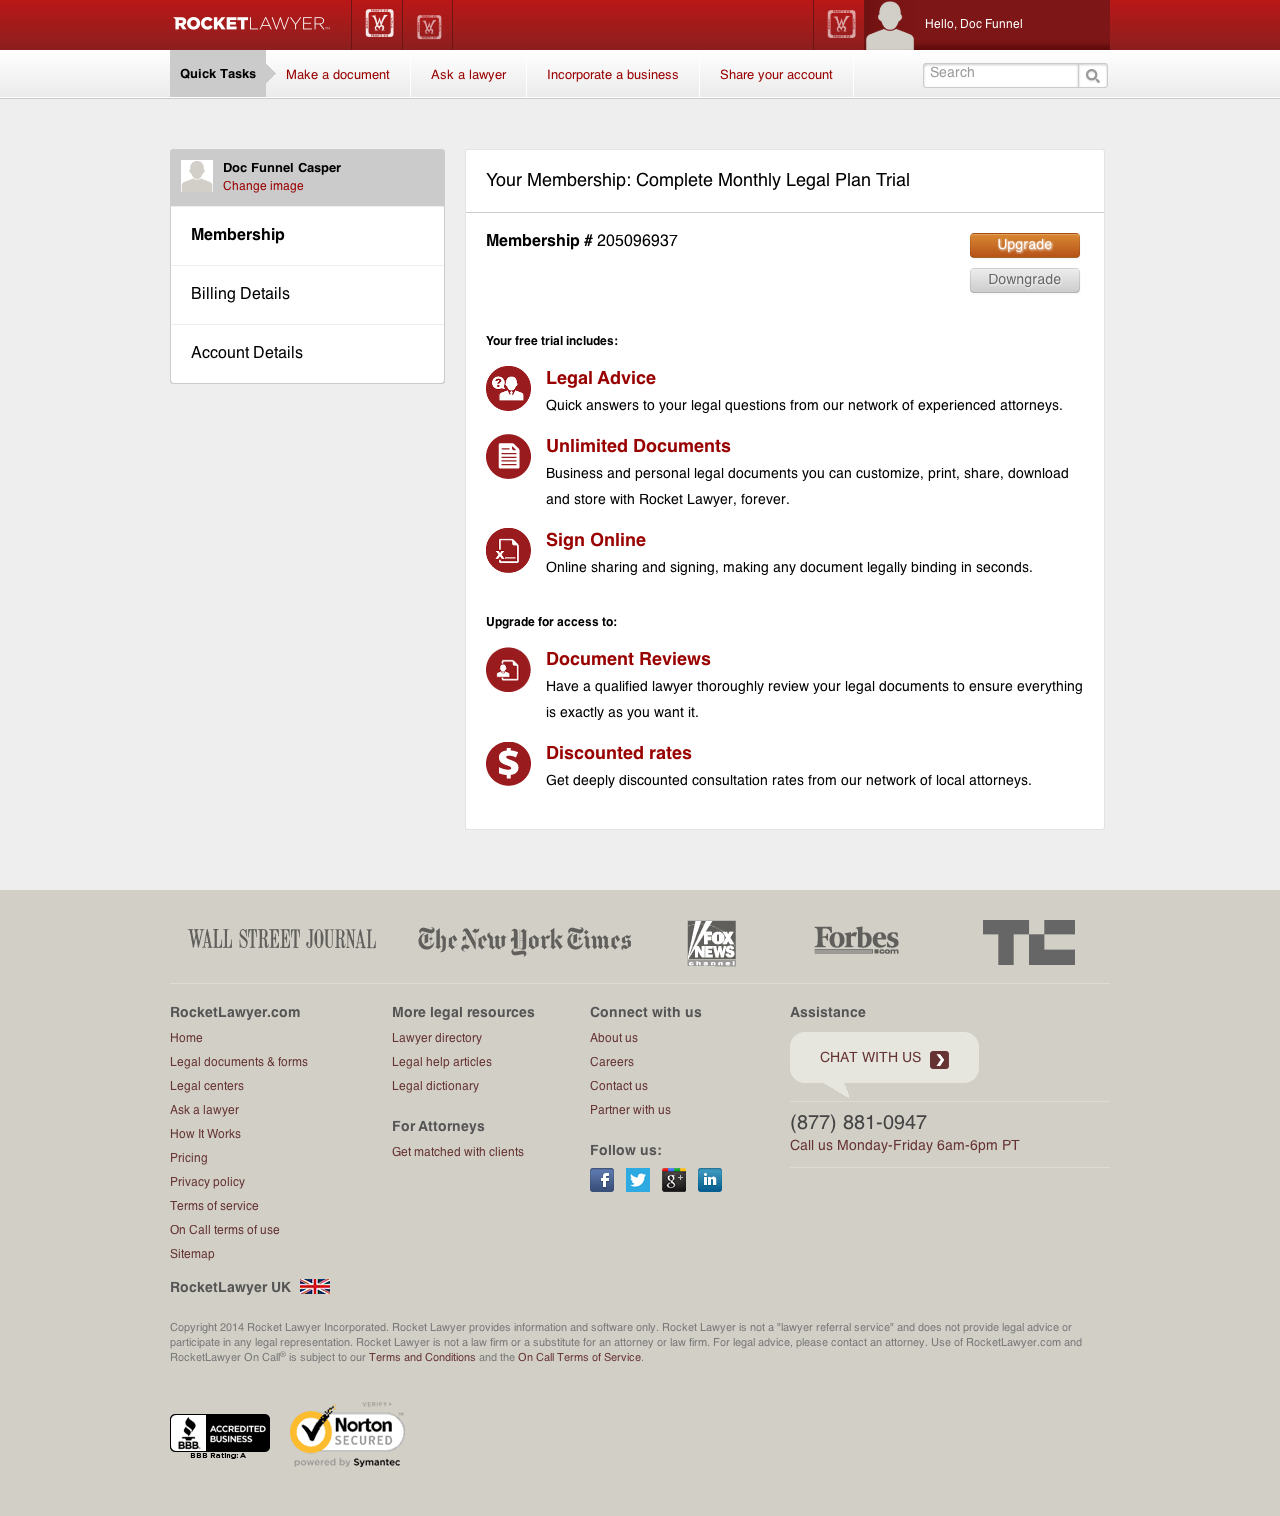 ROCKETLAWYER
Hello, Doc Funnel
Quick Tasks
Make a document
Ask a lawyer
Incorporate a business
Share your account
Search
Doc Funnel Casper
Change image
Membership
Billing Details
Account Details
Your Membership: Complete Monthly Legal Plan Trial
Membership # 205096937
Upgrade
Downgrade
Your free trial includes:
Legal Advice
Quick answers to your legal questions from our network of experienced attorneys.
Unlimited Documents
Business and personal legal documents you can customize, print, share, download
and store with Rocket Lawyer, forever.
Sign Online
Online sharing and signing, making any document legally binding in seconds.
Upgrade for access to:
Document Reviews
Have a qualified lawyer thoroughly review your legal documents to ensure everything
is exactly as you want it.
Discounted rates
Get deeply discounted consultation rates from our network of local attorneys.
WALL STREET JOURNAL
The New York Times
FOX
NEWS
channel
Forbes
.com
TC
RocketLawyer.com
Home
Legal documents & forms
Legal centers
Ask a lawyer
How It Works
Pricing
Privacy policy
Terms of service
On Call terms of use
Sitemap
RocketLawyer UK
More legal resources
Lawyer directory
Legal help articles
Legal dictionary
For Attorneys
Get matched with clients
Connect with us
About us
Careers
Contact us
Partner with us
Follow us:
Assistance
CHAT WITH US
(877) 881-0947
Call us Monday-Friday 6am-6pm PT
Copyright 2014 Rocket Lawyer Incorporated. Rocket Lawyer provides information and software only. Rocket Lawyer is not a "lawyer referral service" and does not provide legal advice or
participate in any legal representation. Rocket Lawyer is not a law firm or a substitute for an attorney or law firm. For legal advice, please contact an attorney. Use of RocketLawyer.com and
RocketLawyer On Call® is subject to our Terms and Conditions and the On Call Terms of Service.
BBB.
ACCREDITED
BUSINESS
BBB Rating: A
VERIFY
Norton
SECURED
powered by Symantec